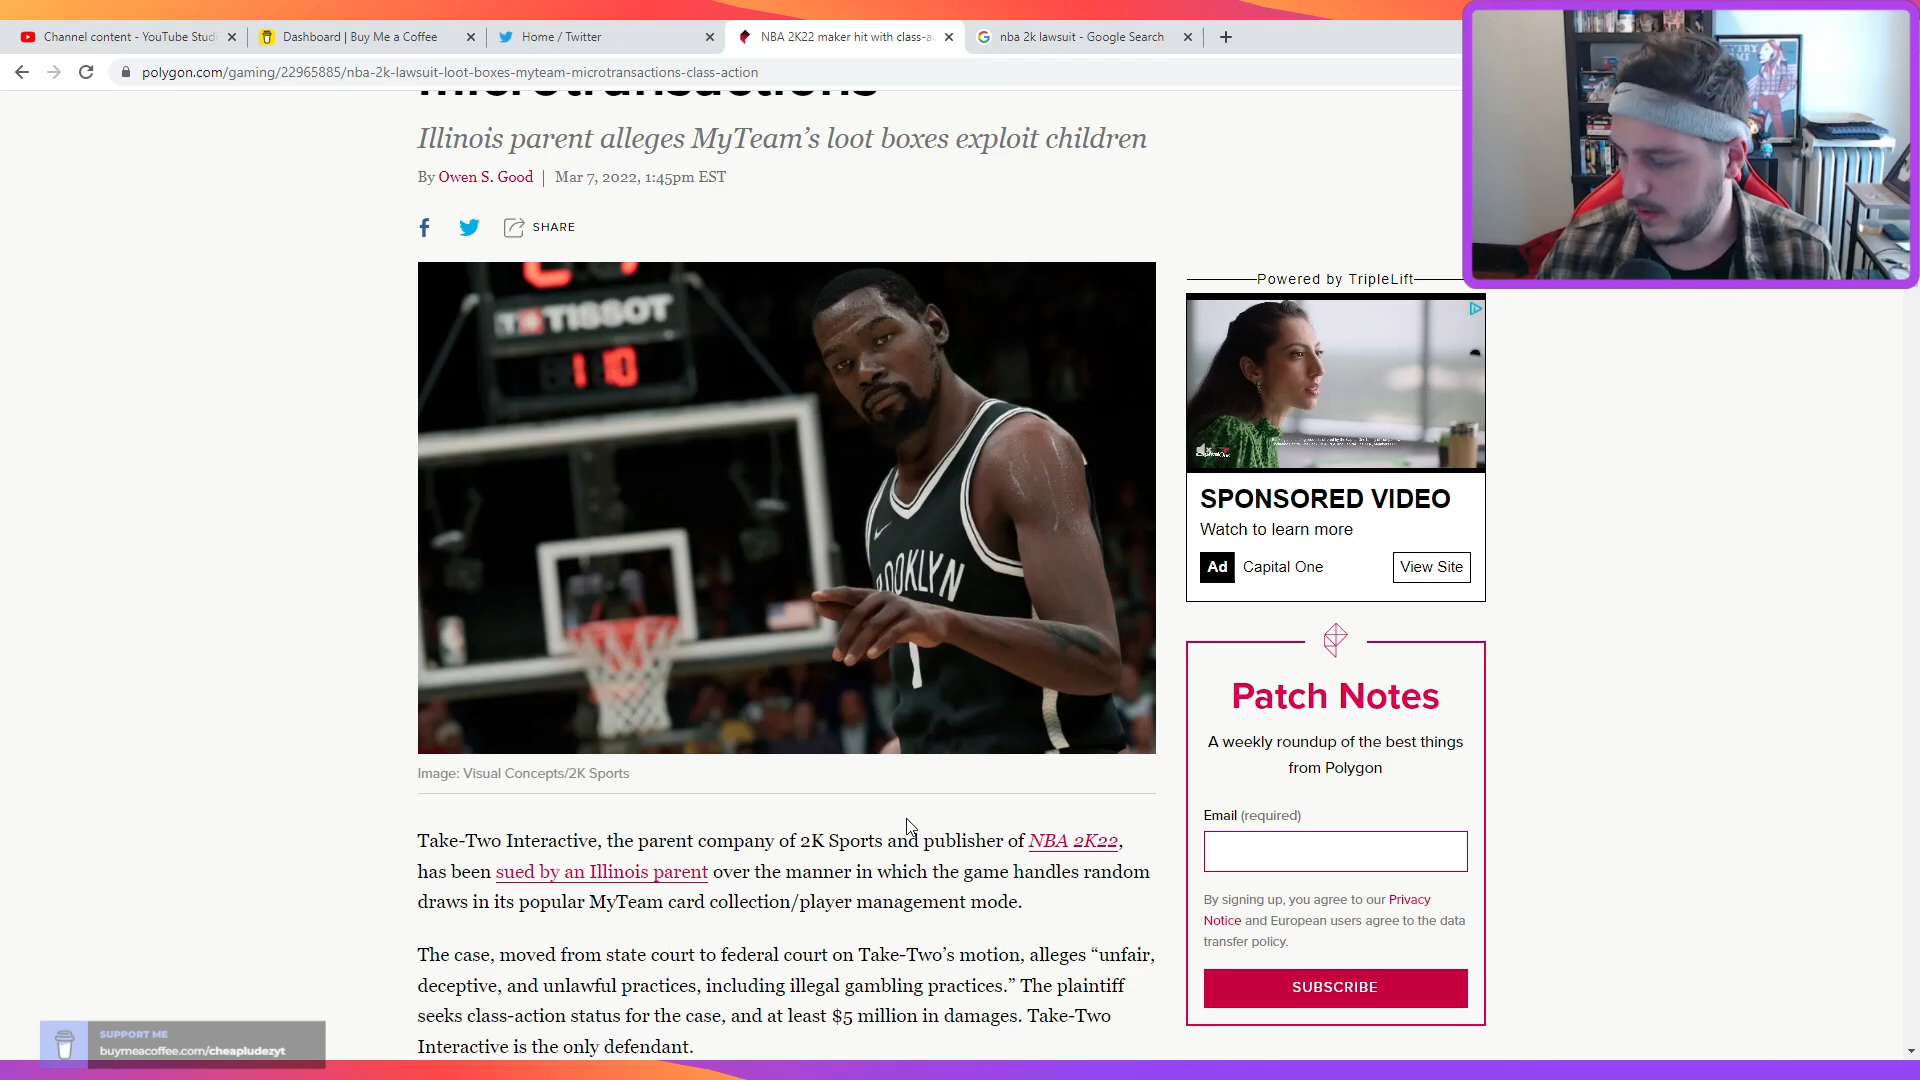 Channel content - YouTube Stud
Dashboard | Buy Me a Coffee
Home / Twitter
NBA 2K22 maker hit with class-a
nba 2k lawsuit - Google Search
polygon.com/gaming/22965885/nba-2k-lawsuit-loot-boxes-myteam-microtransactions-class-action
microtransactions
Illinois parent alleges MyTeam’s loot boxes exploit children
By Owen S. Good | Mar 7, 2022, 1:45pm EST
SHARE
TISSOT
10
BROOKLYN
Image: Visual Concepts/2K Sports
Take-Two Interactive, the parent company of 2K Sports and publisher of NBA 2K22,
has been sued by an Illinois parent over the manner in which the game handles random
draws in its popular MyTeam card collection/player management mode.
The case, moved from state court to federal court on Take-Two’s motion, alleges “unfair,
deceptive, and unlawful practices, including illegal gambling practices.” The plaintiff
seeks class-action status for the case, and at least $5 million in damages. Take-Two
Interactive is the only defendant.
Powered by TripleLift
SPONSORED VIDEO
Watch to learn more
Ad Capital One
View Site
Patch Notes
A weekly roundup of the best things
from Polygon
Email (required)
By signing up, you agree to our Privacy
Notice and European users agree to the data
transfer policy.
SUBSCRIBE
SUPPORT ME
buymeacoffee.com/cheapludezyt